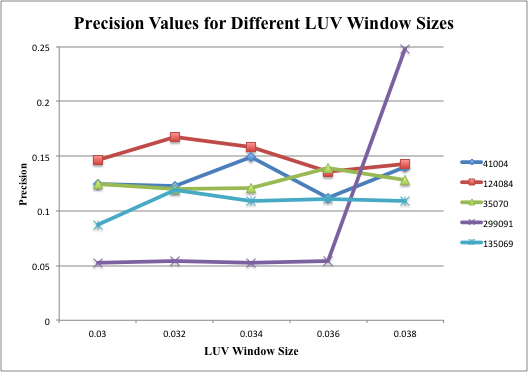 Precision Values for Different LUV Window Sizes
0.25
0.2
0.15
0.1
0.05
0
Precision
0.03 0.032 0.034 0.036 0.038
LUV Window Size
41004
124084
35070
299091
135069